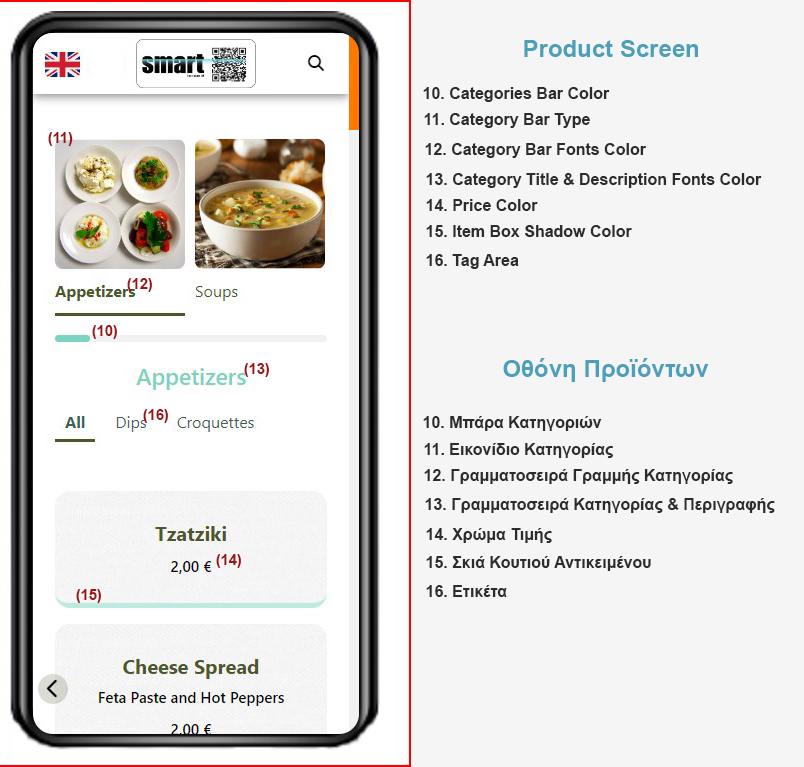 smart
(11)
Appetizers (12)
Soups
(10)
Appetizers (13)
All
Dips (16)
Croquettes
Tzatziki
2,00 € (14)
(15)
Cheese Spread
Feta Paste and Hot Peppers
2,00 €
Product Screen
10. Categories Bar Color
11. Category Bar Type
12. Category Bar Fonts Color
13. Category Title & Description Fonts Color
14. Price Color
15. Item Box Shadow Color
16. Tag Area
Οθόνη Προϊόντων
10. Μπάρα Κατηγοριών
11. Εικονίδιο Κατηγορίας
12. Γραμματοσειρά Γραμμής Κατηγορίας
13. Γραμματοσειρά Κατηγορίας & Περιγραφής
14. Χρώμα Τιμής
15. Σκιά Κουτιού Αντικειμένου
16. Ετικέτα